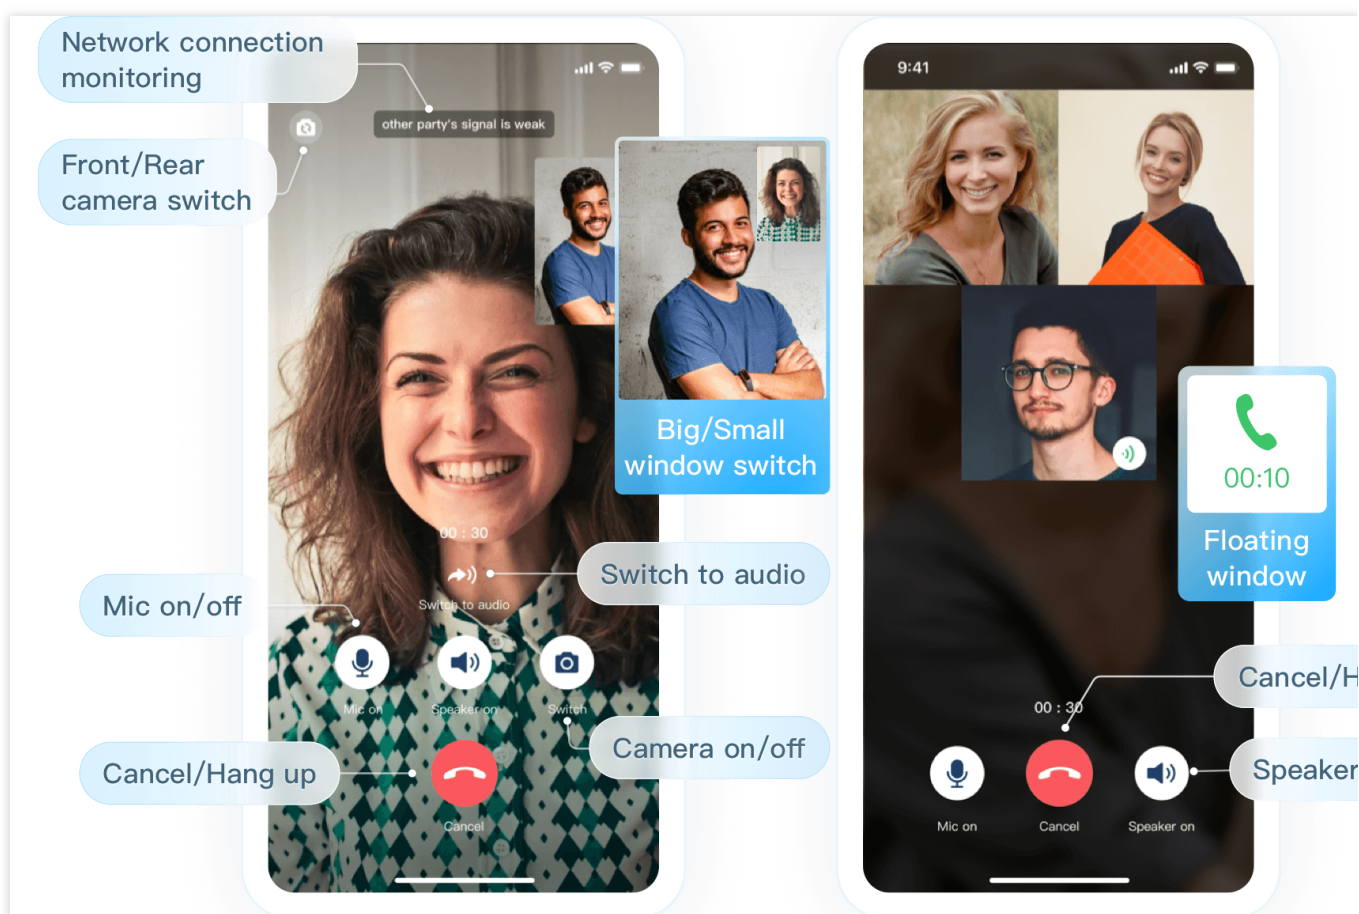 Network connection
monitoring
other party's signal is weak
Front/Rear
camera switch
Big/Small
window switch
00 : 30
Switch to audio
Switch to audio
Mic on/off
Mic on
Speaker on
Switch
Camera on/off
Cancel/Hang up
Cancel
9:41
00:10
Floating
window
Cancel/H
00 : 30
Speaker
Mic on
Cancel
Speaker on